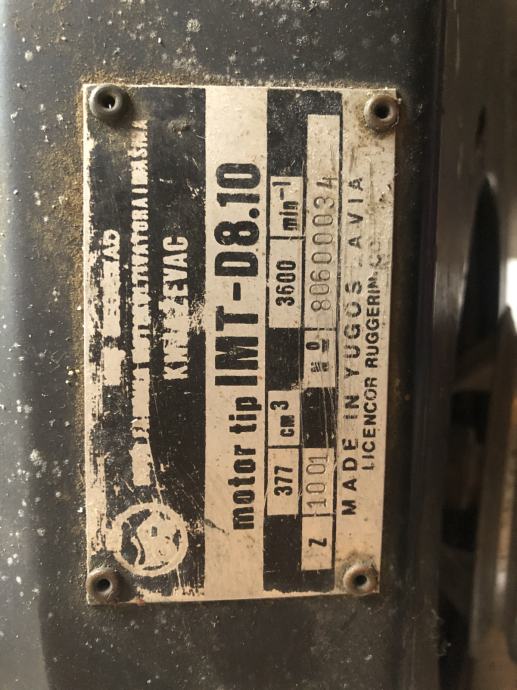 KNJAŽEVAC
motor tip IMT-D8.10
377 cm3 3600 min-1
Z 1001 No 80600034
MADE IN YUGOSLAVIA
LICENCOR RUGGERINI